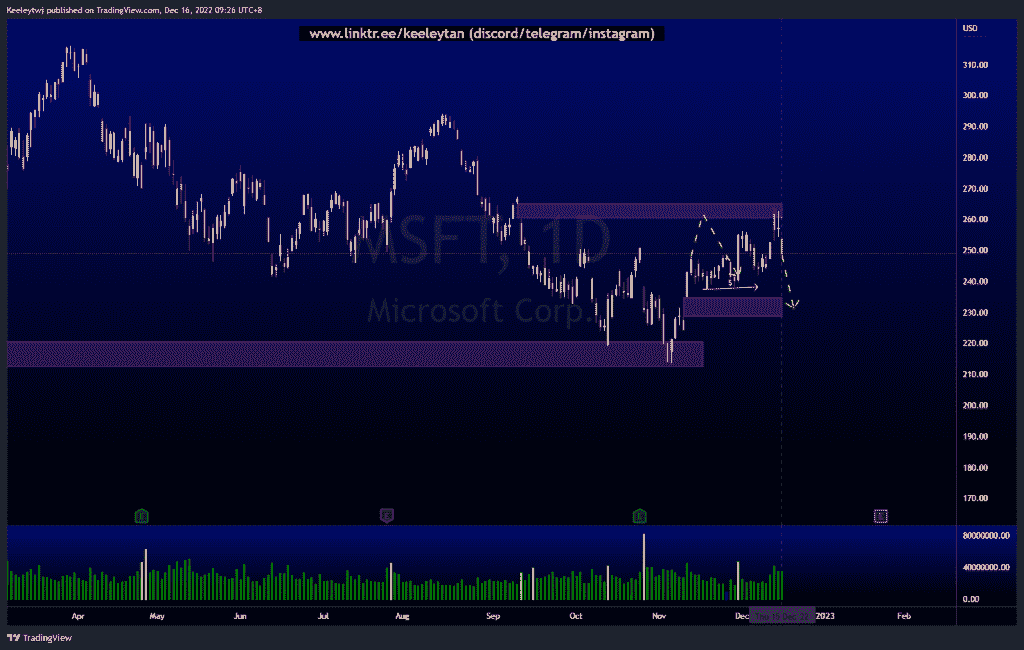 Keeleytwj published on TradingView.com, Dec 16, 2022 09:26 UTC+8
www.linktr.ee/keeleytan (discord/telegram/instagram)
USD
310.00
300.00
290.00
280.00
270.00
260.00
250.00
240.00
230.00
220.00
210.00
200.00
190.00
180.00
170.00
MSFT, 1D
Microsoft Corp.
E
E
80000000.00
40000000.00
0.00
Apr May Jun Jul Aug Sep Oct Nov Dec 2023 Feb
TradingView